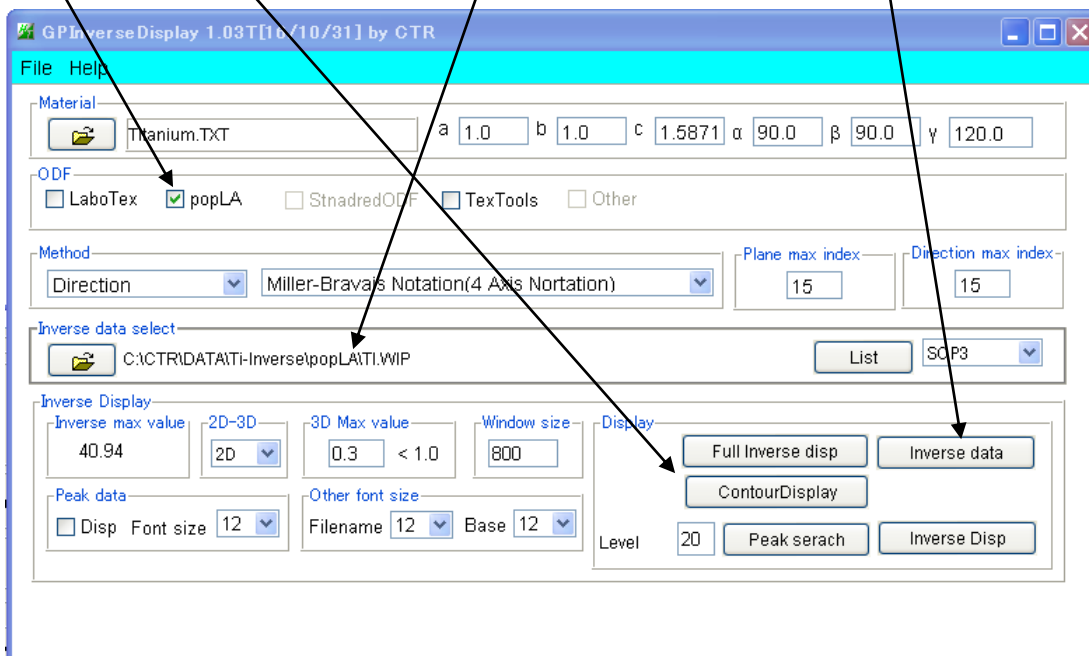 GPInverseDisplay 1.03T[16/10/31] by CTR
File Help
Material
Titanium.TXT a 1.0 b 1.0 c 1.5871 α 90.0 β 90.0 γ 120.0
ODF
LaboTex popLA StnadredODF TexTools Other
Method Plane max index Direction max index
Direction Miller-Bravais Notation(4 Axis Nortation) 15 15
Inverse data select
C:\CTR\DATA\Ti-Inverse\popLA\TI.WIP List SOP3
Inverse Display
Inverse max value 2D-3D 3D Max value Window size Display
40.94 2D 0.3 < 1.0 800 Full Inverse disp Inverse data
ContourDisplay
Peak data Other font size
Disp Font size 12 Filename 12 Base 12
Level 20 Peak serach Inverse Disp